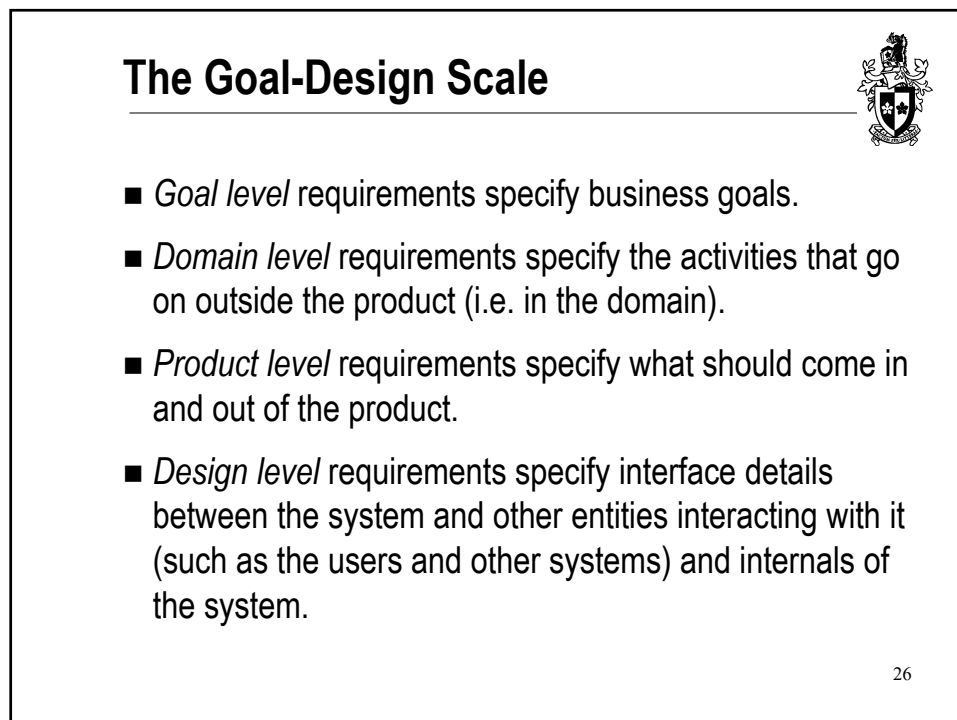 The Goal-Design Scale
■ Goal level requirements specify business goals.
■ Domain level requirements specify the activities that go
on outside the product (i.e. in the domain).
■ Product level requirements specify what should come in
and out of the product.
■ Design level requirements specify interface details
between the system and other entities interacting with it
(such as the users and other systems) and internals of
the system.
26